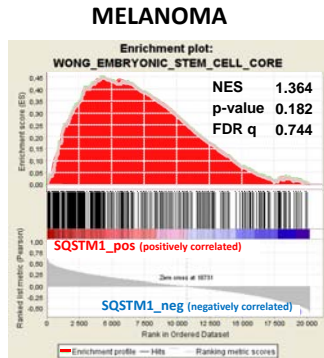 MELANOMA
Enrichment plot:
WONG_EMBRYONIC_STEM_CELL_CORE
NES 1.364
p-value 0.182
FDR q 0.744
Enrichment score (ES)
0,45
0,40
0,35
0,30
0,25
0,20
0,15
0,10
0,05
0,00
SQSTM1_pos (positively correlated)
Ranked list metric (Pearson)
1,00
0,75
0,50
0,25
0,00
-0,25
-0,50
Zero cross at 10731
SQSTM1_neg (negatively correlated)
0 2 500 5 000 7 500 10 000 12 500 15 000 17 500 20 000
Rank in Ordered Dataset
Enrichment profile Hits Ranking metric scores